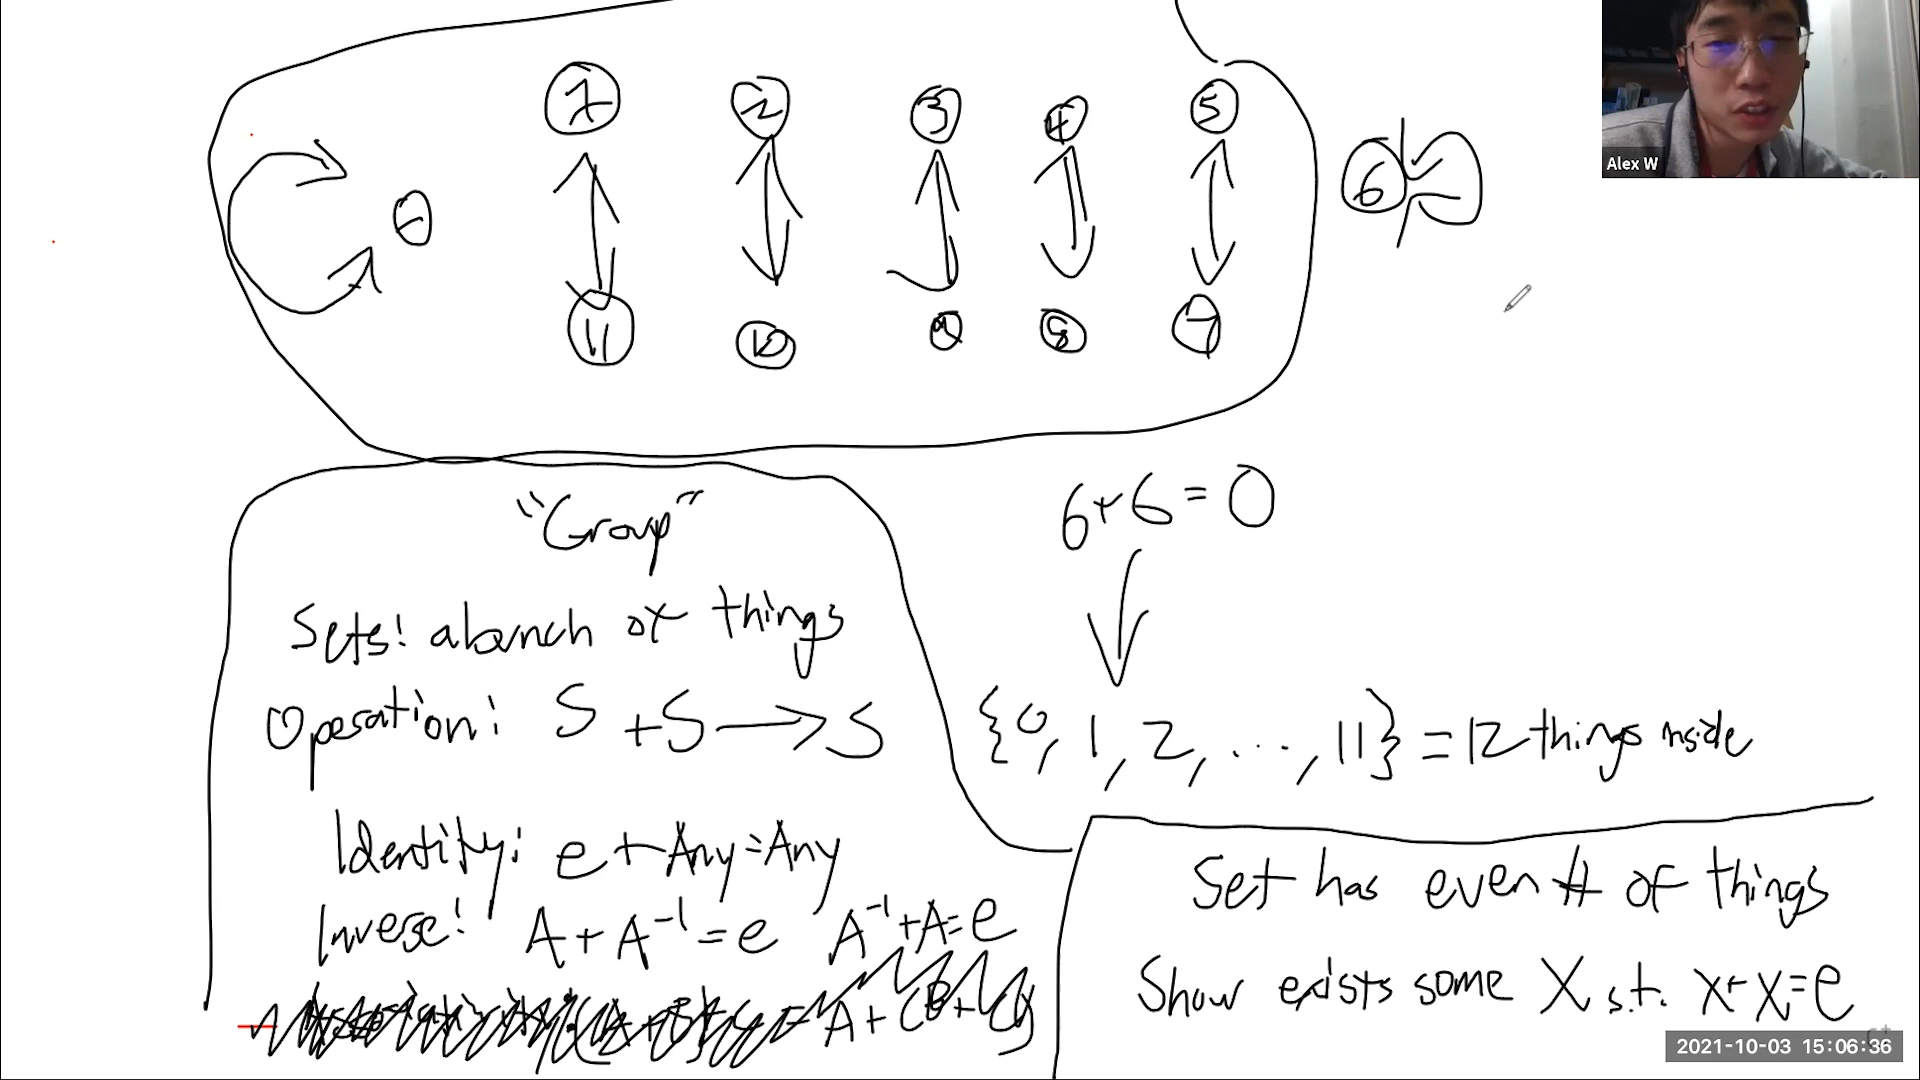 1 2 3 4 5
6
11 10 9 8 7
Alex W
"Group"
Sets: a bunch of things
Operation: S + S → S
Identity: e + Any = Any
Inverse: A + A⁻¹ = e A⁻¹ + A = e
A + (B + C)
6 + 6 = 0
{0, 1, 2, ..., 11} = 12 things inside
Set has even # of things
Show exists some X s.t. X + X = e
2021-10-03 15:06:36